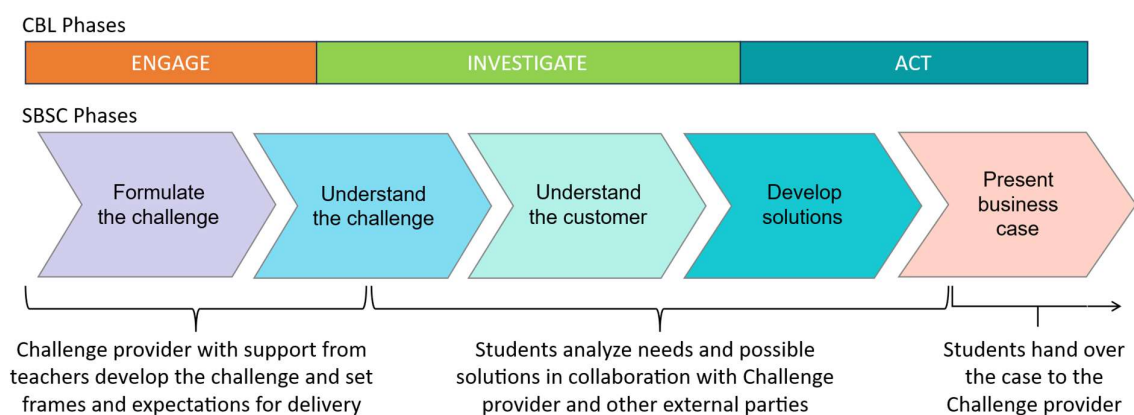 CBL Phases
ENGAGE
INVESTIGATE
ACT
SBSC Phases
Formulate
the challenge
Understand
the challenge
Understand
the customer
Develop
solutions
Present
business
case
Challenge provider with support from
teachers develop the challenge and set
frames and expectations for delivery
Students analyze needs and possible
solutions in collaboration with Challenge
provider and other external parties
Students hand over
the case to the
Challenge provider